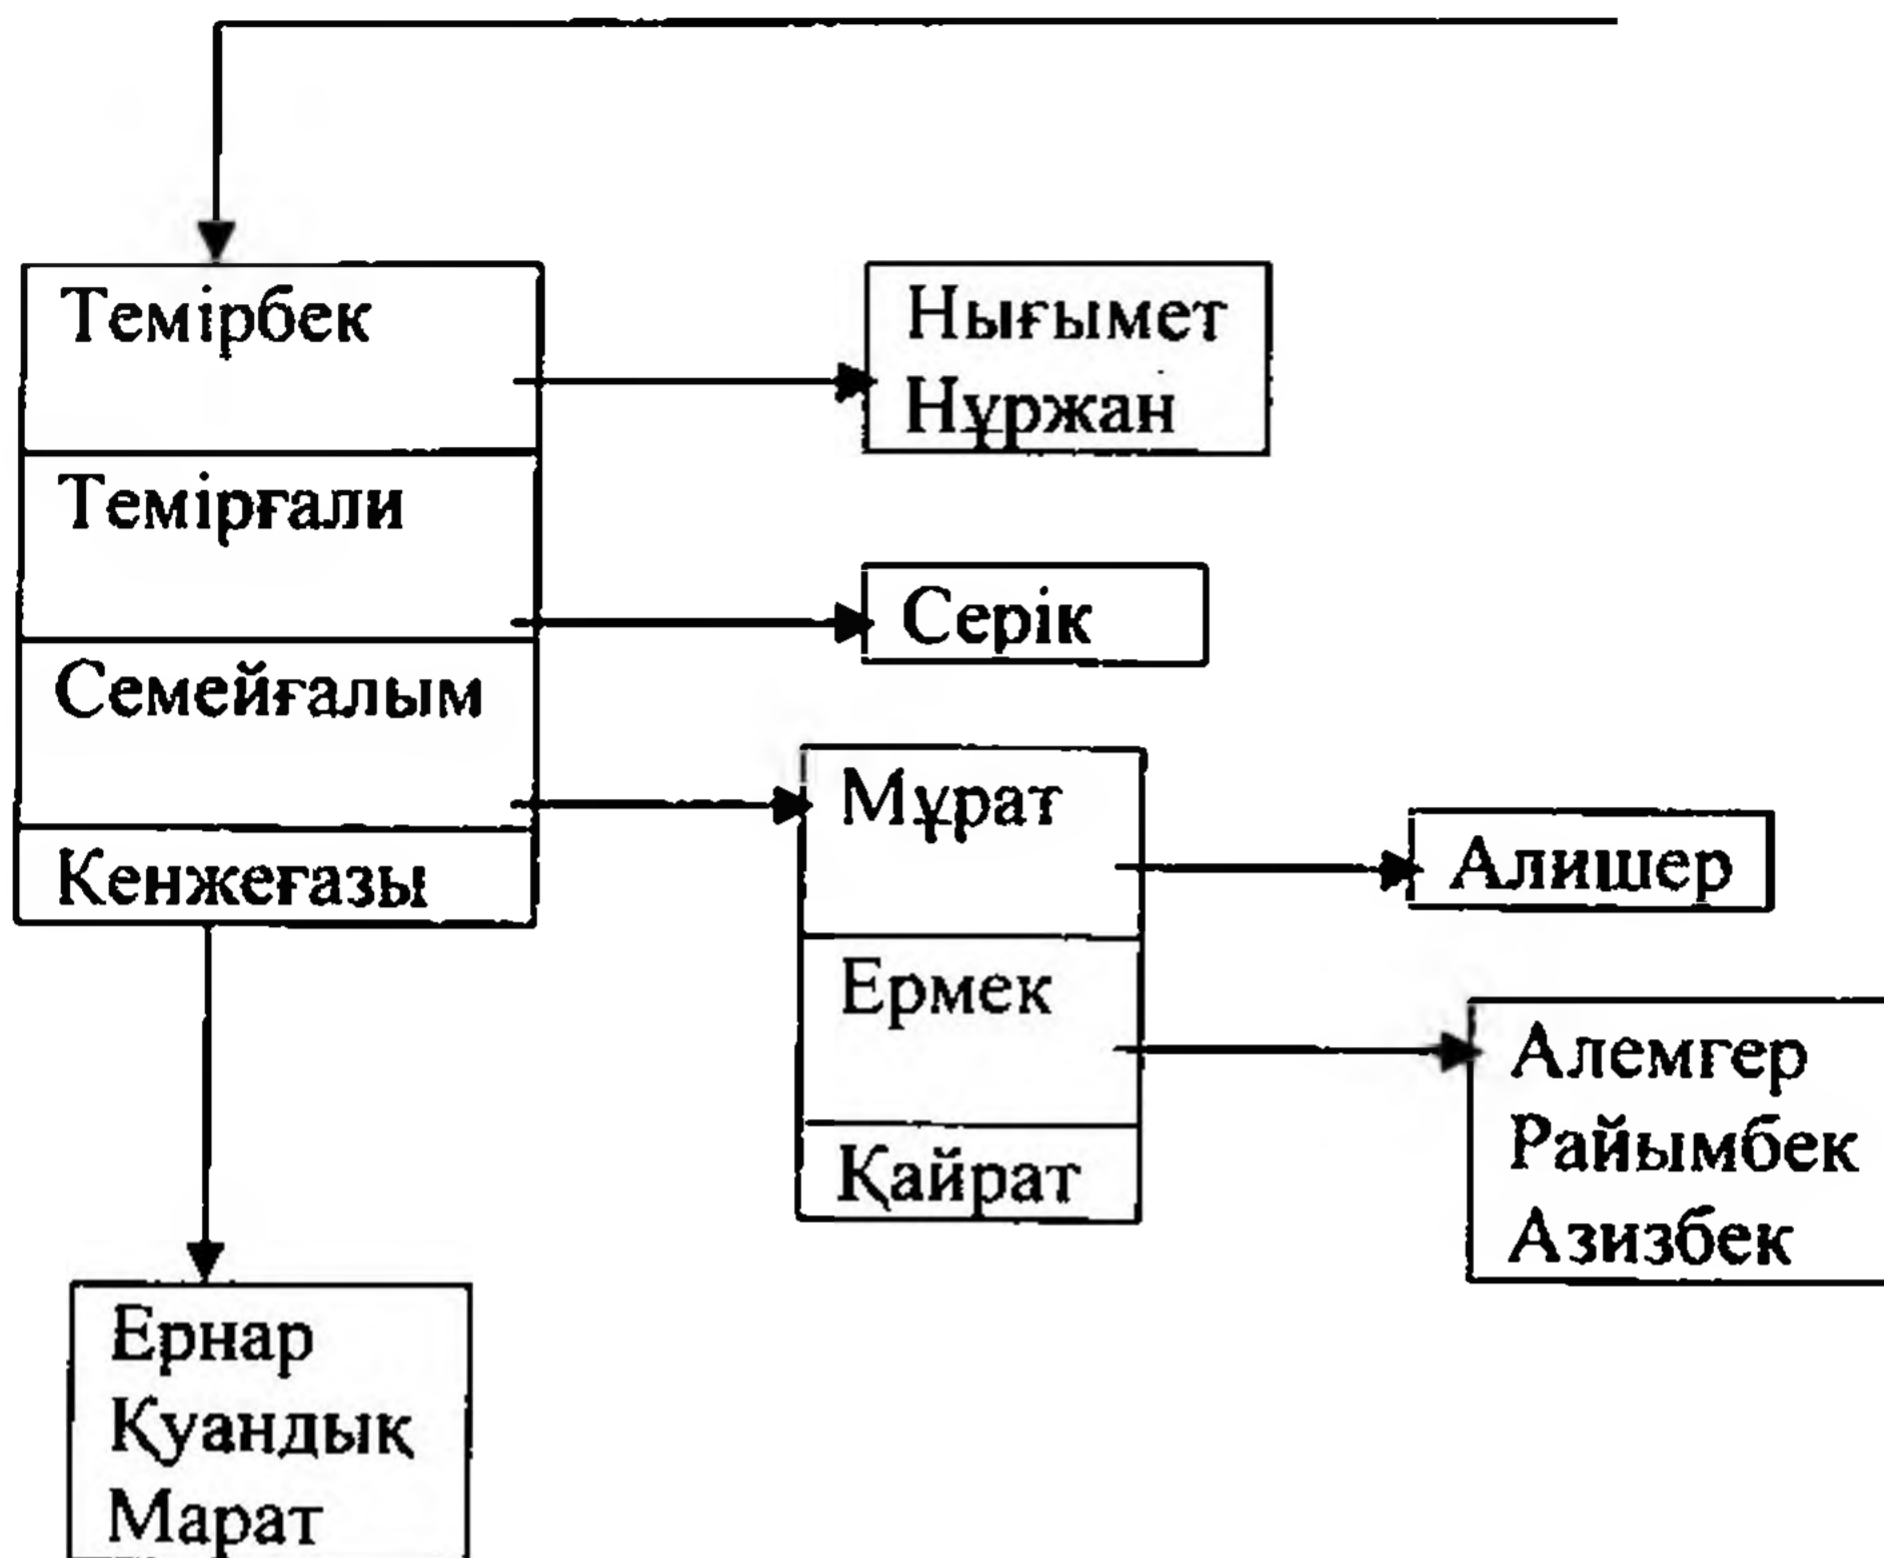 Темірбек
Темірғали
Семейғалым
Кенжеғазы
Нығымет
Нұржан
Серік
Мұрат
Ермек
Қайрат
Алишер
Алемгер
Райымбек
Азизбек
Ернар
Қуандық
Марат